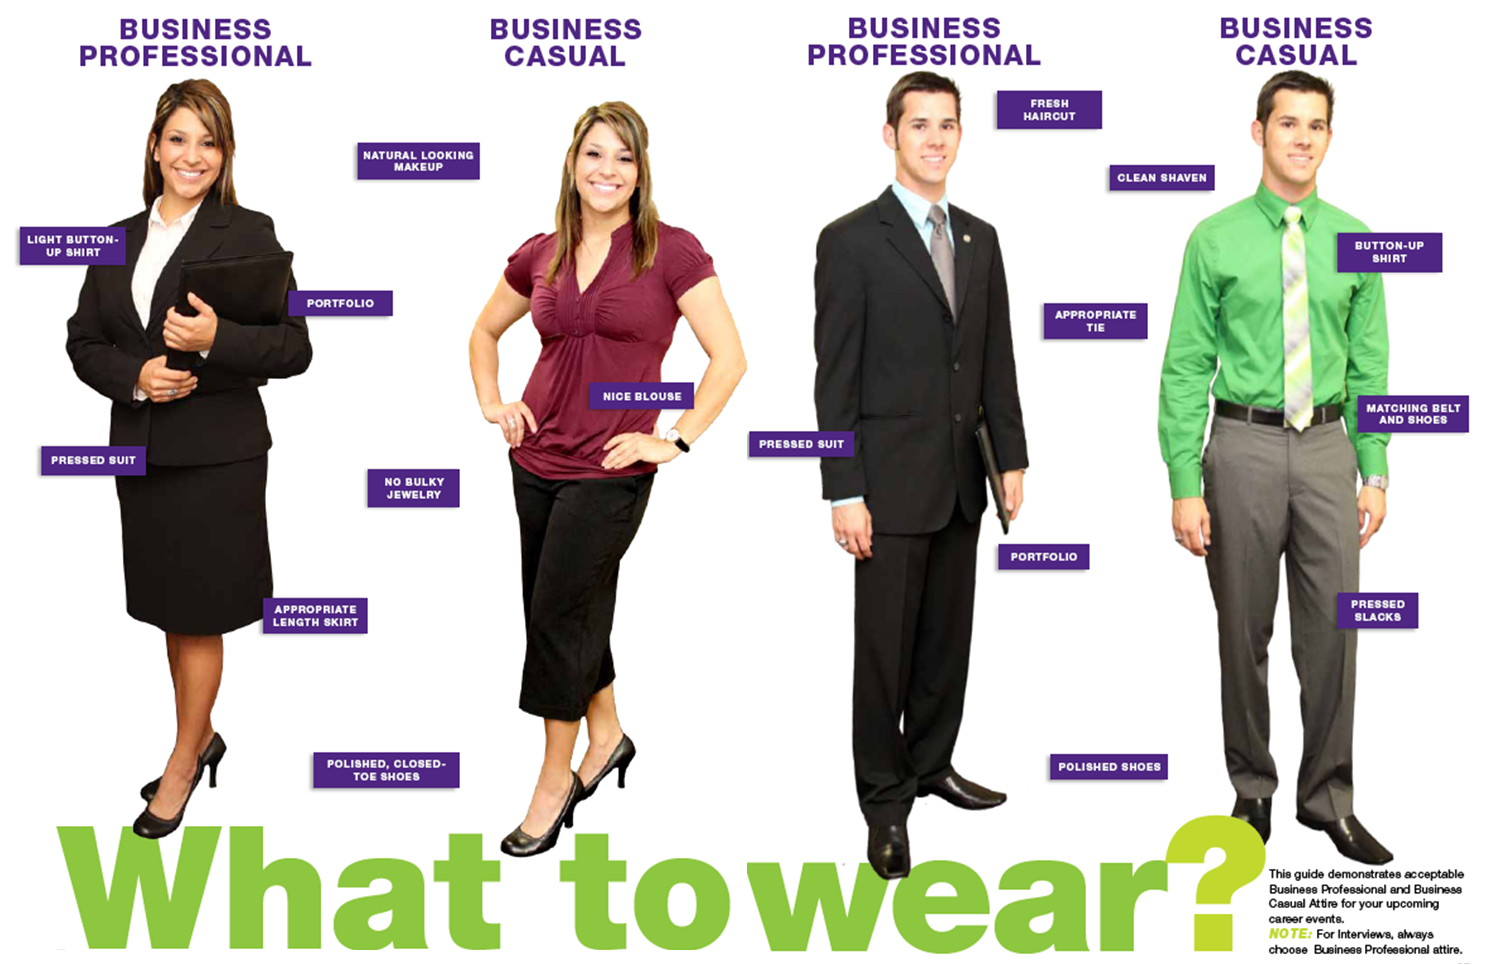 BUSINESS
PROFESSIONAL
BUSINESS
CASUAL
BUSINESS
PROFESSIONAL
BUSINESS
CASUAL
FRESH
HAIRCUT
NATURAL LOOKING
MAKEUP
CLEAN SHAVEN
LIGHT BUTTON-
UP SHIRT
BUTTON-UP
SHIRT
PORTFOLIO
APPROPRIATE
TIE
NICE BLOUSE
MATCHING BELT
AND SHOES
PRESSED SUIT
PRESSED SUIT
NO BULKY
JEWELRY
PORTFOLIO
APPROPRIATE
LENGTH SKIRT
PRESSED
SLACKS
POLISHED, CLOSED-
TOE SHOES
POLISHED SHOES
What to wear?
This guide demonstrates acceptable
Business Professional and Business
Casual Attire for your upcoming
career events.
NOTE: For Interviews, always
choose Business Professional attire.